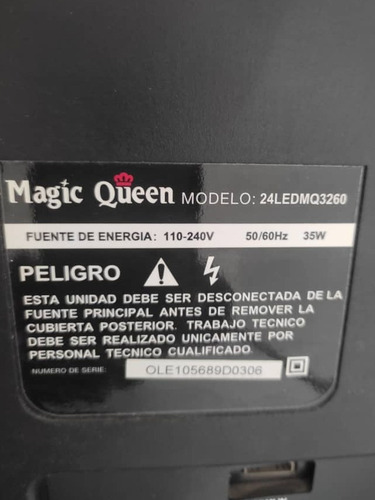 Magic Queen MODELO: 24LEDMQ3260
FUENTE DE ENERGIA: 110-240V 50/60Hz 35W
PELIGRO
ESTA UNIDAD DEBE SER DESCONECTADA DE LA
FUENTE PRINCIPAL ANTES DE REMOVER LA
CUBIERTA POSTERIOR. TRABAJO TECNICO
DEBE SER REALIZADO UNICAMENTE POR
PERSONAL TECNICO CUALIFICADO
NUMERO DE SERIE: OLE105689D0306